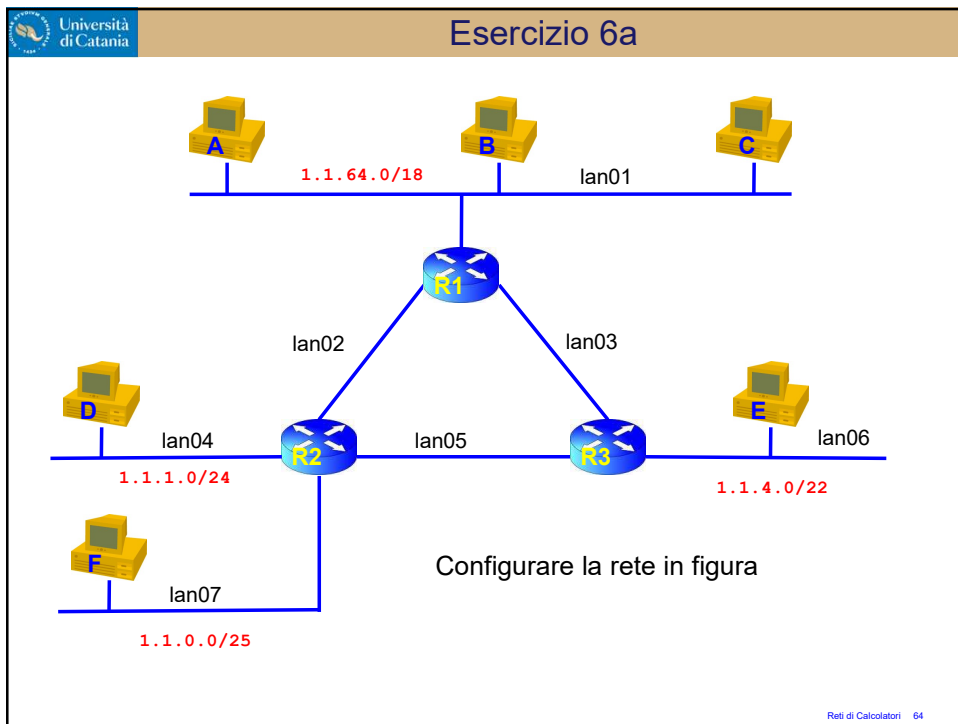 Università
di Catania
Esercizio 6a
A
B
C
1.1.64.0/18
lan01
R1
lan02
lan03
D
E
lan04
lan05
lan06
R2
R3
1.1.1.0/24
1.1.4.0/22
F
Configurare la rete in figura
lan07
1.1.0.0/25
Reti di Calcolatori 64